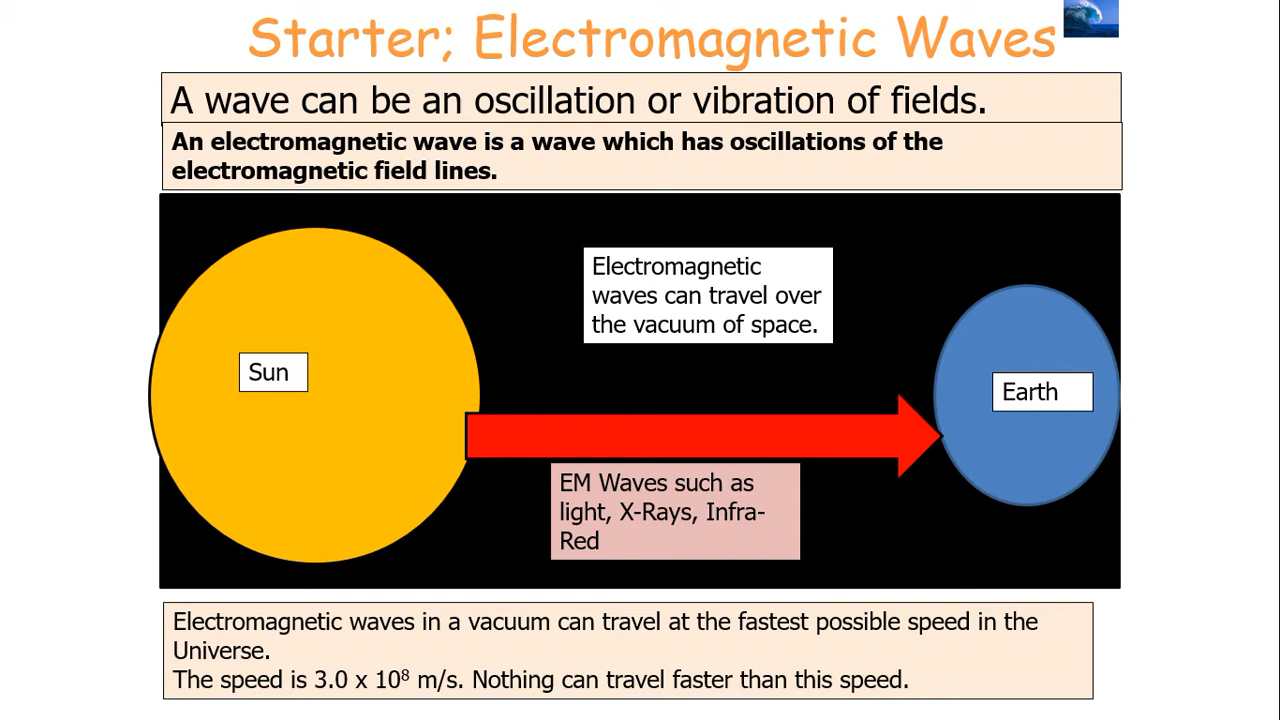 Starter; Electromagnetic Waves
A wave can be an oscillation or vibration of fields.
An electromagnetic wave is a wave which has oscillations of the
electromagnetic field lines.
Electromagnetic
waves can travel over
the vacuum of space.
Sun
Earth
EM Waves such as
light, X-Rays, Infra-
Red
Electromagnetic waves in a vacuum can travel at the fastest possible speed in the
Universe.
The speed is 3.0 x 10⁸ m/s. Nothing can travel faster than this speed.